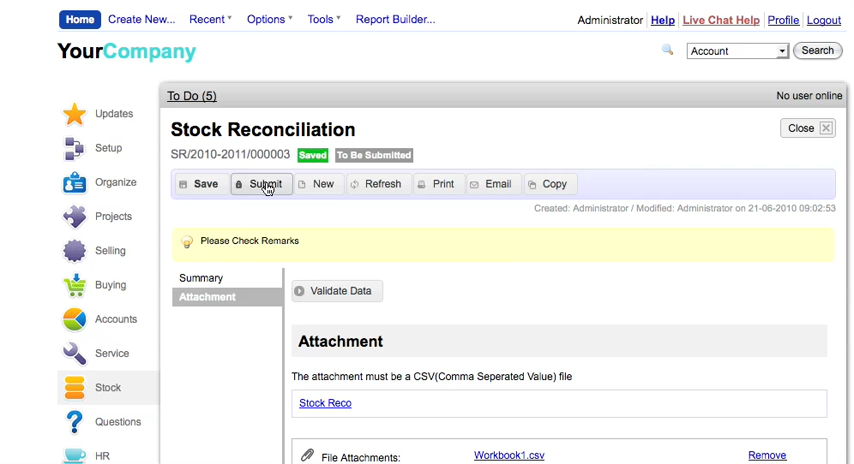 Home Create New... Recent Options Tools Report Builder... Administrator Help Live Chat Help Profile Logout
YourCompany Account Search
To Do (5) No user online
Updates
Setup
Organize
Projects
Selling
Buying
Accounts
Service
Stock
Questions
HR
Stock Reconciliation Close
SR/2010-2011/000003 Saved To Be Submitted
Save Submit New Refresh Print Email Copy
Created: Administrator / Modified: Administrator on 21-06-2010 09:02:53
Please Check Remarks
Summary
Attachment
Validate Data
Attachment
The attachment must be a CSV(Comma Seperated Value) file
Stock Reco
File Attachments: Workbook1.csv Remove